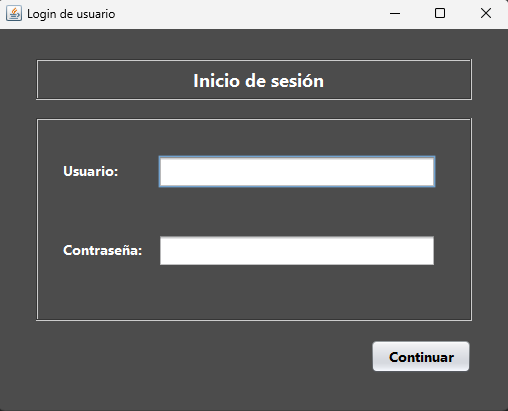 Login de usuario
Inicio de sesión
Usuario:
Contraseña:
Continuar